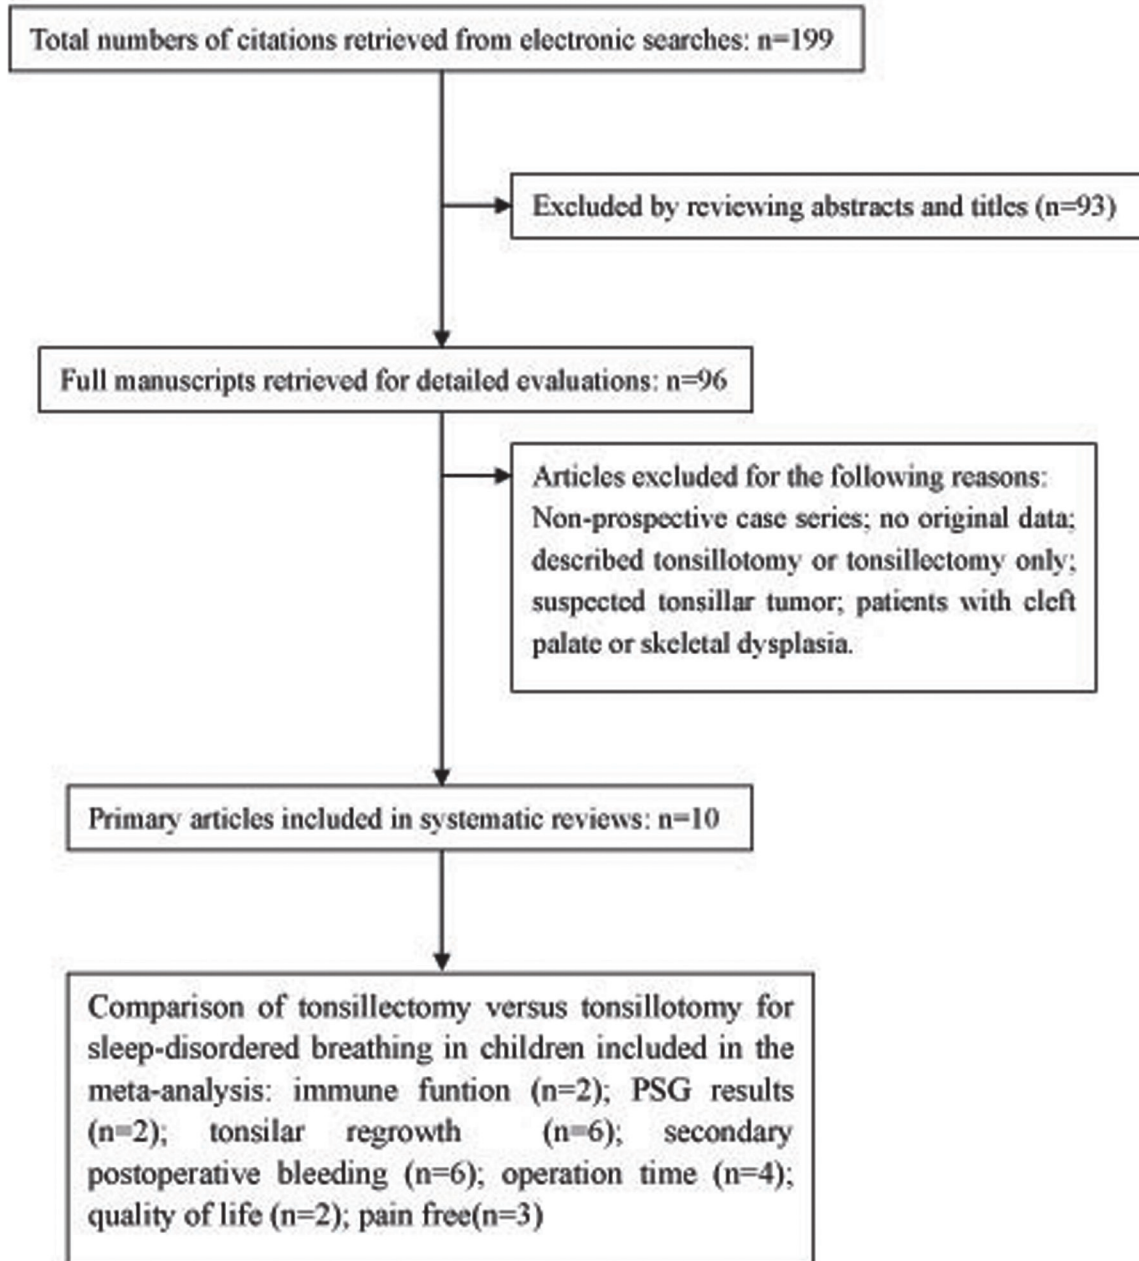 Total numbers of citations retrieved from electronic searches: n=199
Excluded by reviewing abstracts and titles (n=93)
Full manuscripts retrieved for detailed evaluations: n=96
Articles excluded for the following reasons:
Non-prospective case series; no original data;
described tonsillotomy or tonsillectomy only;
suspected tonsillar tumor; patients with cleft
palate or skeletal dysplasia.
Primary articles included in systematic reviews: n=10
Comparison of tonsillectomy versus tonsillotomy for
sleep-disordered breathing in children included in the
meta-analysis: immune funtion (n=2); PSG results
(n=2); tonsilar regrowth (n=6); secondary
postoperative bleeding (n=6); operation time (n=4);
quality of life (n=2); pain free(n=3)